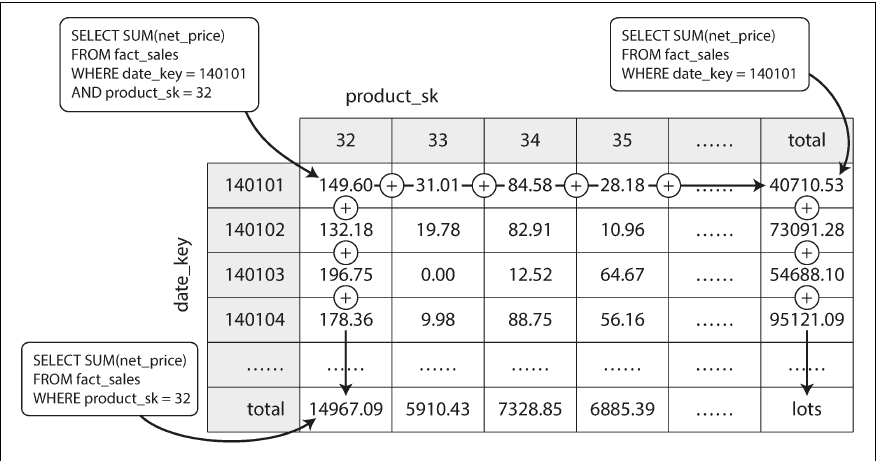 SELECT SUM(net_price)
FROM fact_sales
WHERE date_key = 140101
AND product_sk = 32
SELECT SUM(net_price)
FROM fact_sales
WHERE date_key = 140101
product_sk
32 33 34 35 ...... total
date_key
140101 149.60 + 31.01 + 84.58 + 28.18 + ...... 40710.53
+ +
140102 132.18 19.78 82.91 10.96 ...... 73091.28
+ +
140103 196.75 0.00 12.52 64.67 ...... 54688.10
+ +
140104 178.36 9.98 88.75 56.16 ...... 95121.09
...... ...... ...... ...... ...... ...... ......
total 14967.09 5910.43 7328.85 6885.39 ...... lots
SELECT SUM(net_price)
FROM fact_sales
WHERE product_sk = 32